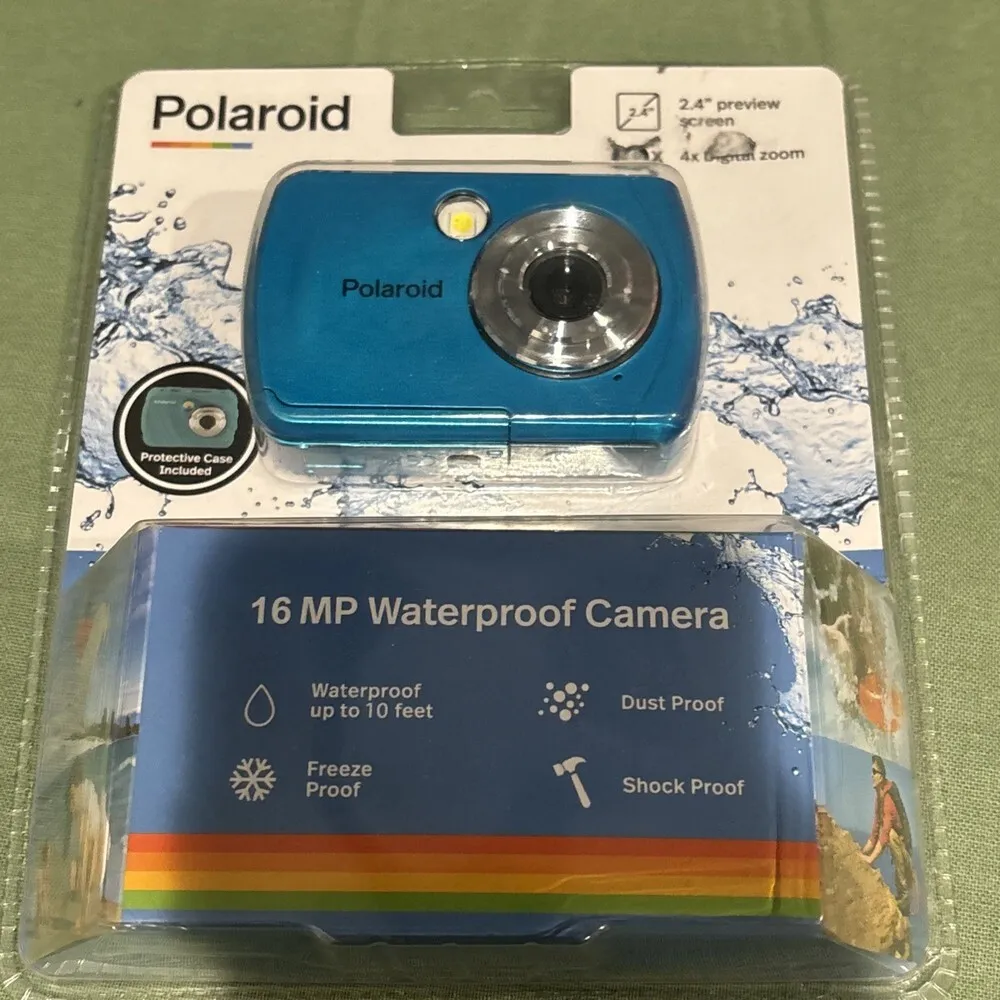 Polaroid
2.4"
2.4" preview
screen
x
4x Digital zoom
Polaroid
Protective Case
Included
16 MP Waterproof Camera
Waterproof
up to 10 feet
Dust Proof
Freeze
Proof
Shock Proof